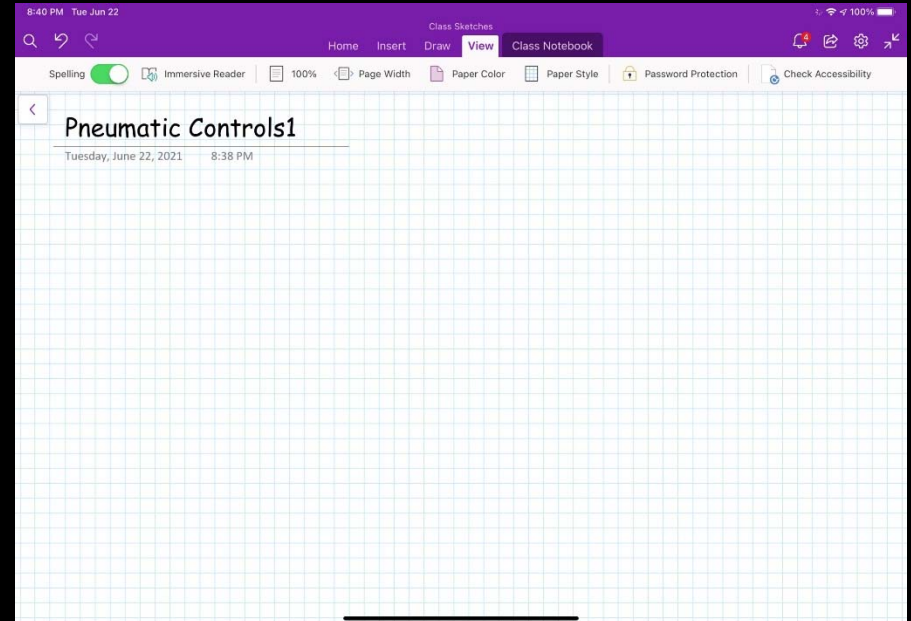 8:40 PM Tue Jun 22
100%
Class Sketches
4
Home Insert Draw View Class Notebook
Spelling Immersive Reader 100% Page Width Paper Color Paper Style Password Protection Check Accessibility
Pneumatic Controls1
Tuesday, June 22, 2021 8:38 PM